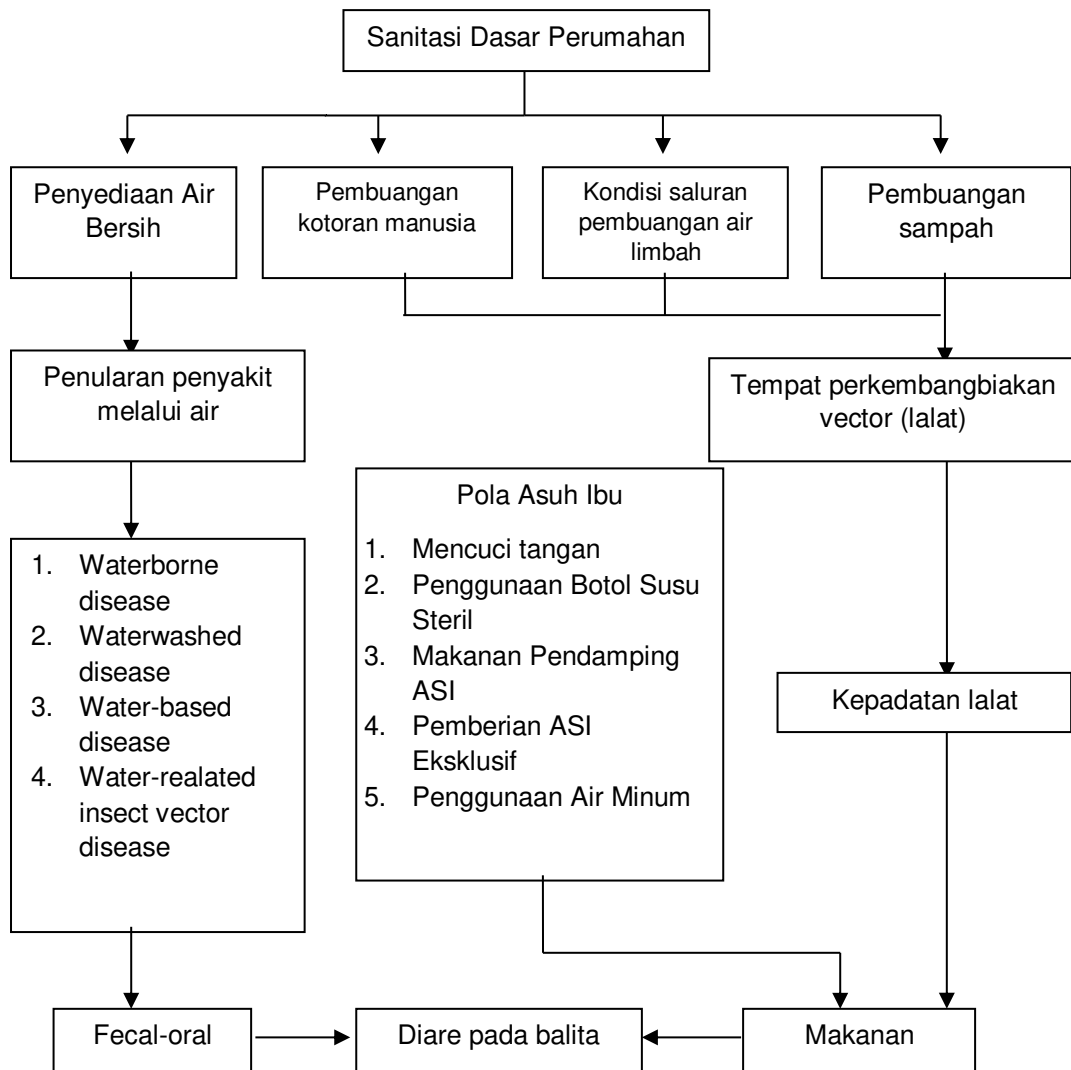 Sanitasi Dasar Perumahan
Penyediaan Air
Bersih
Pembuangan
kotoran manusia
Kondisi saluran
pembuangan air
limbah
Pembuangan
sampah
Penularan penyakit
melalui air
Tempat perkembangbiakan
vector (lalat)
Pola Asuh Ibu
1. Mencuci tangan
2. Penggunaan Botol Susu
Steril
3. Makanan Pendamping
ASI
4. Pemberian ASI
Eksklusif
5. Penggunaan Air Minum
1. Waterborne
disease
2. Waterwashed
disease
3. Water-based
disease
4. Water-realated
insect vector
disease
Kepadatan lalat
Fecal-oral
Diare pada balita
Makanan